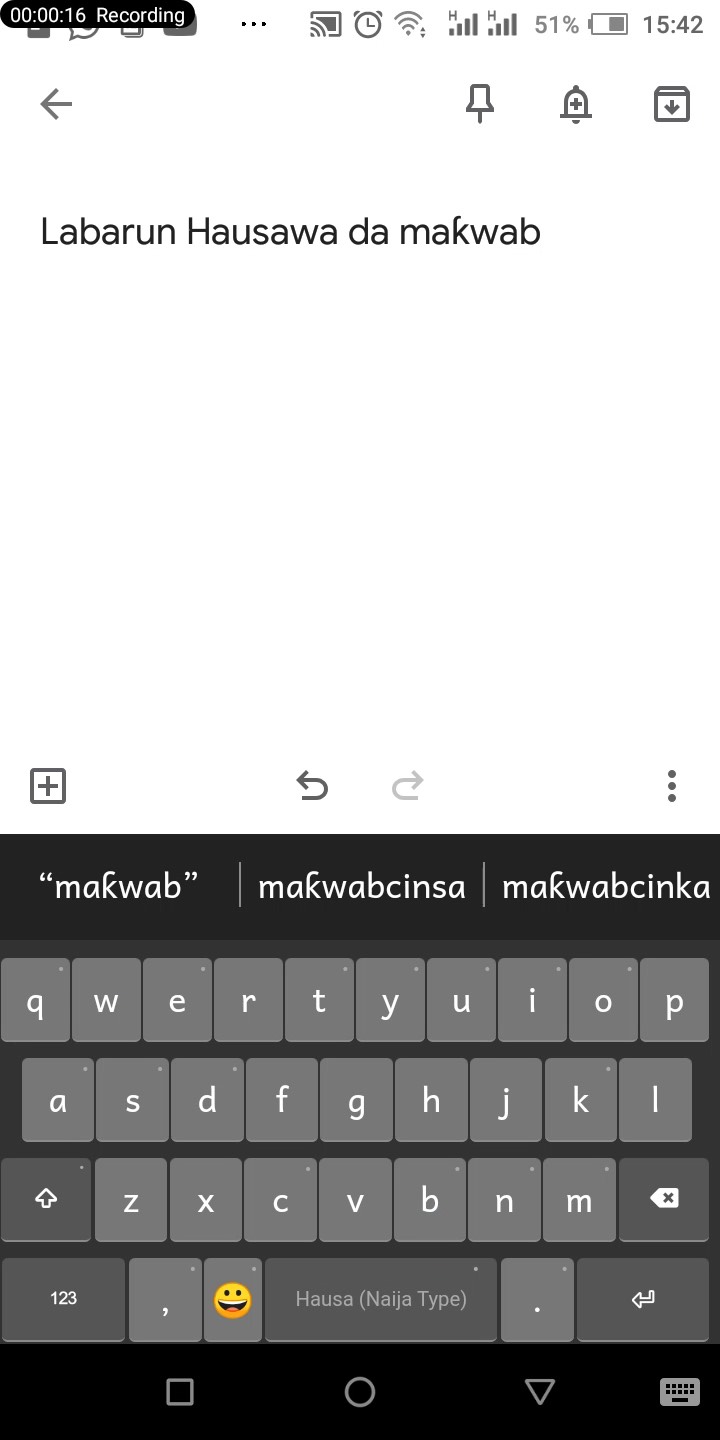 00:00:16 Recording
H H 51% 15:42
Labarun Hausawa da maƙwab
“maƙwab” maƙwabcinsa maƙwabcinka
q w e r t y u i o p
a s d f g h j k l
z x c v b n m
123 , Hausa (Naija Type) .